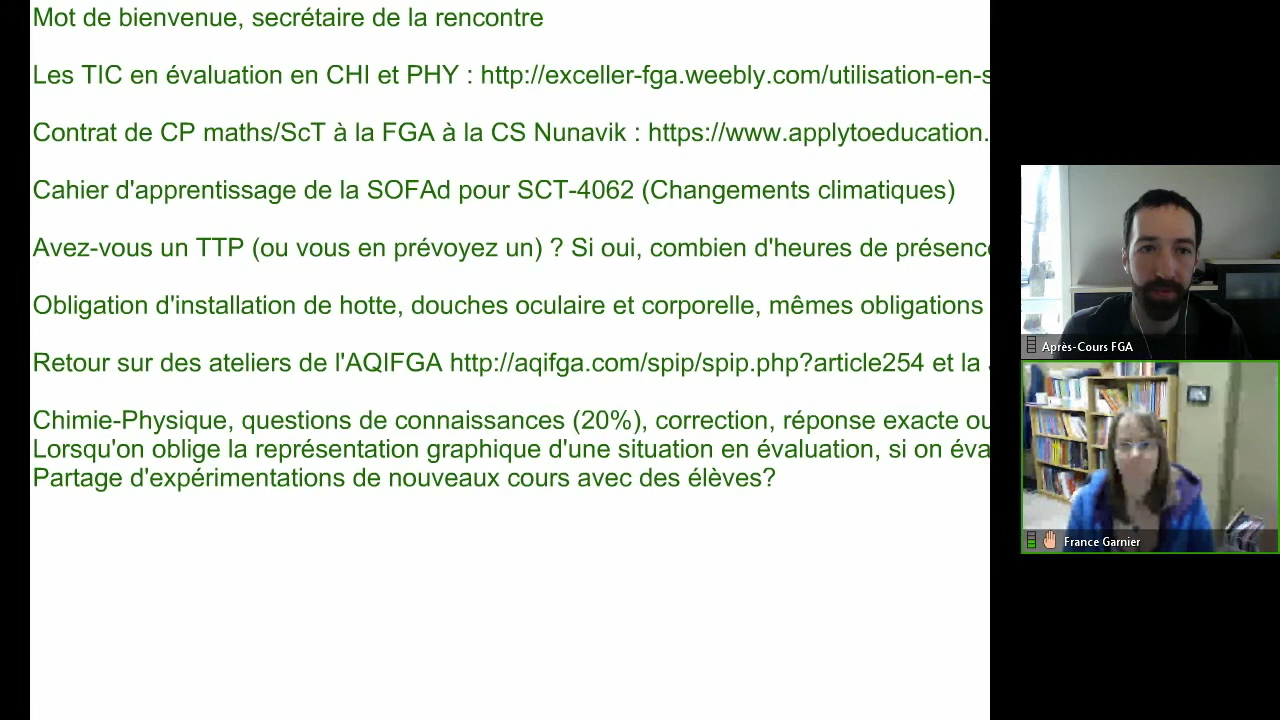 Mot de bienvenue, secrétaire de la rencontre
Les TIC en évaluation en CHI et PHY : http://exceller-fga.weebly.com/utilisation-en-s
Contrat de CP maths/ScT à la FGA à la CS Nunavik : https://www.applytoeducation.
Cahier d'apprentissage de la SOFAd pour SCT-4062 (Changements climatiques)
Avez-vous un TTP (ou vous en prévoyez un) ? Si oui, combien d'heures de présence
Obligation d'installation de hotte, douches oculaire et corporelle, mêmes obligations
Retour sur des ateliers de l'AQIFGA http://aqifga.com/spip/spip.php?article254 et la
Chimie-Physique, questions de connaissances (20%), correction, réponse exacte ou
Lorsqu'on oblige la représentation graphique d'une situation en évaluation, si on éva
Partage d'expérimentations de nouveaux cours avec des élèves?
Après-Cours FGA
France Garnier